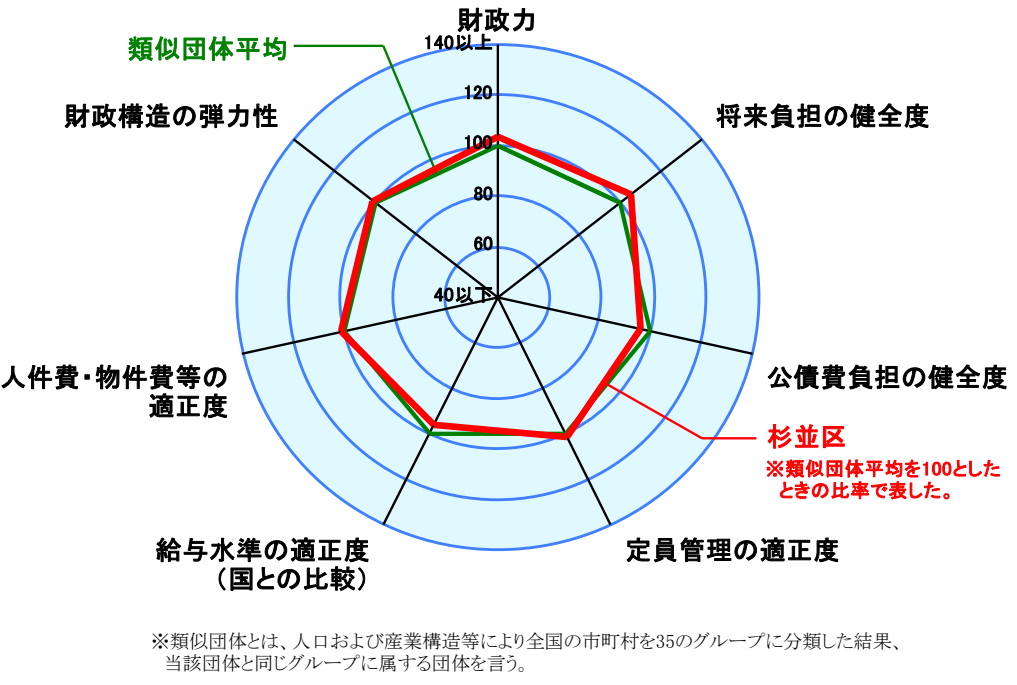 財政力
140以上
類似団体平均
120
財政構造の弾力性
将来負担の健全度
100
80
60
40以下
人件費・物件費等の
適正度
公債費負担の健全度
杉並区
※類似団体平均を100とした
ときの比率で表した。
給与水準の適正度
（国との比較）
定員管理の適正度
※類似団体とは、人口および産業構造等により全国の市町村を35のグループに分類した結果、
当該団体と同じグループに属する団体を言う。